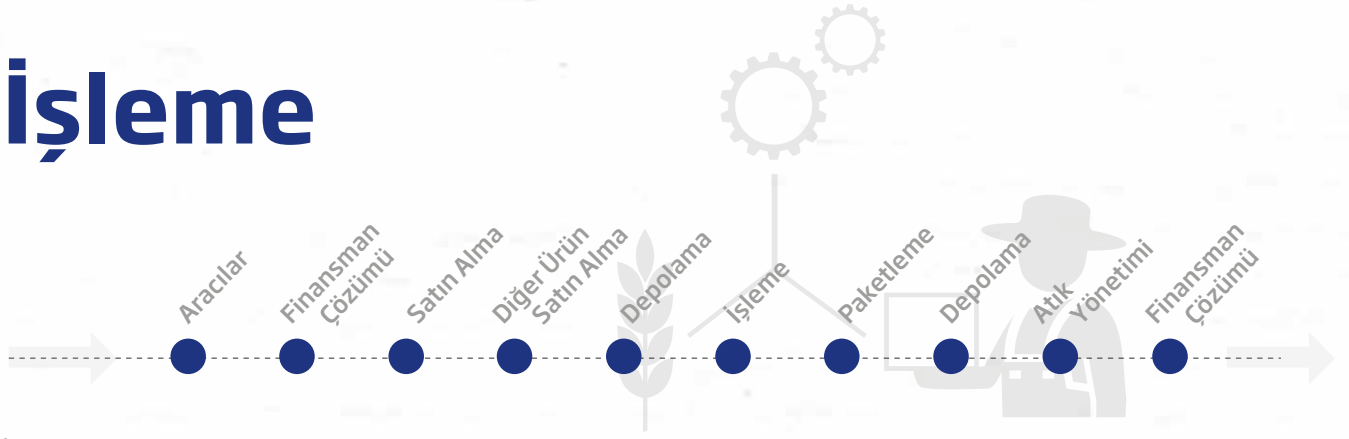 İşleme
Aracılar
Finansman
Çözümü
Satın Alma
Diğer Ürün
Satın Alma
Depolama
İşleme
Paketleme
Depolama
Atık
Yönetimi
Finansman
Çözümü